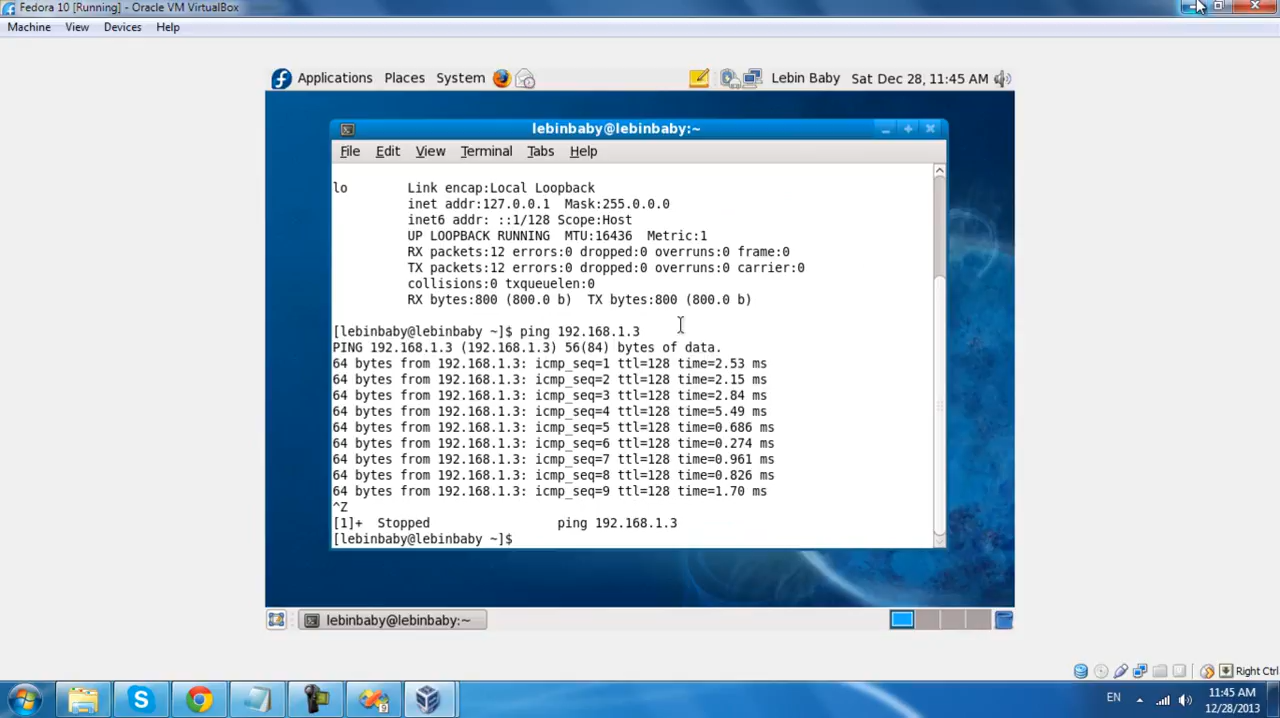 Fedora 10 [Running] - Oracle VM VirtualBox
Machine View Devices Help
Applications Places System Lebin Baby Sat Dec 28, 11:45 AM
lebinbaby@lebinbaby:~
File Edit View Terminal Tabs Help
lo Link encap:Local Loopback
inet addr:127.0.0.1 Mask:255.0.0.0
inet6 addr: ::1/128 Scope:Host
UP LOOPBACK RUNNING MTU:16436 Metric:1
RX packets:12 errors:0 dropped:0 overruns:0 frame:0
TX packets:12 errors:0 dropped:0 overruns:0 carrier:0
collisions:0 txqueuelen:0
RX bytes:800 (800.0 b) TX bytes:800 (800.0 b)
[lebinbaby@lebinbaby ~]$ ping 192.168.1.3
PING 192.168.1.3 (192.168.1.3) 56(84) bytes of data.
64 bytes from 192.168.1.3: icmp_seq=1 ttl=128 time=2.53 ms
64 bytes from 192.168.1.3: icmp_seq=2 ttl=128 time=2.15 ms
64 bytes from 192.168.1.3: icmp_seq=3 ttl=128 time=2.84 ms
64 bytes from 192.168.1.3: icmp_seq=4 ttl=128 time=5.49 ms
64 bytes from 192.168.1.3: icmp_seq=5 ttl=128 time=0.686 ms
64 bytes from 192.168.1.3: icmp_seq=6 ttl=128 time=0.274 ms
64 bytes from 192.168.1.3: icmp_seq=7 ttl=128 time=0.961 ms
64 bytes from 192.168.1.3: icmp_seq=8 ttl=128 time=0.826 ms
64 bytes from 192.168.1.3: icmp_seq=9 ttl=128 time=1.70 ms
^Z
[1]+ Stopped ping 192.168.1.3
[lebinbaby@lebinbaby ~]$
lebinbaby@lebinbaby:~
Right Ctrl
EN 11:45 AM
12/28/2013